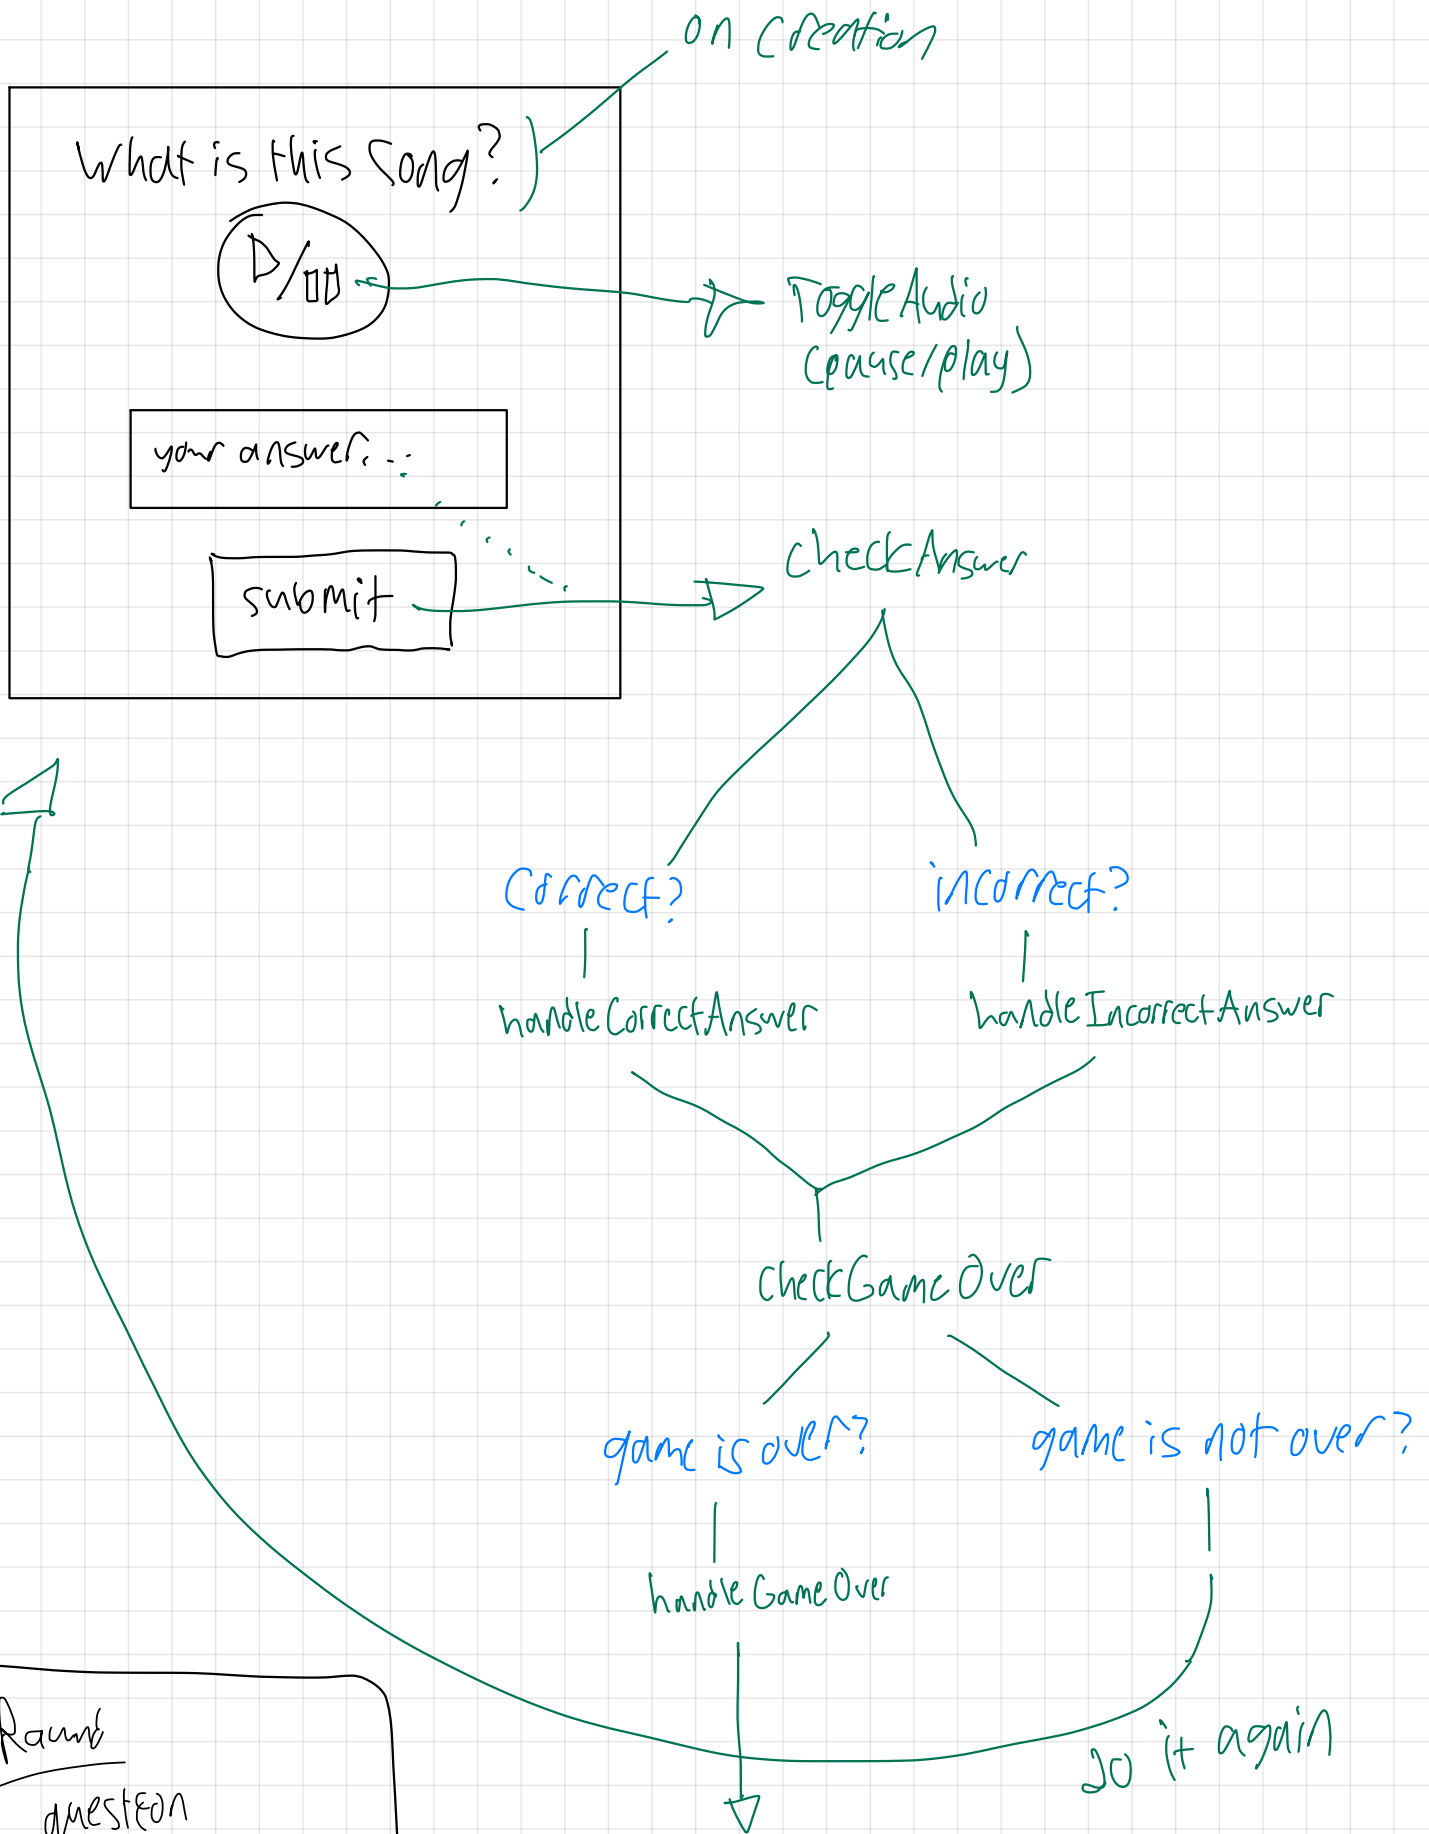 on creation
What is this song?
ToggleAudio
(pause/play)
your answer...
checkAnswer
submit
correct?
incorrect?
handleCorrectAnswer
handleIncorrectAnswer
checkGameOver
game is over?
game is not over?
handleGameOver
do it again
Round
question